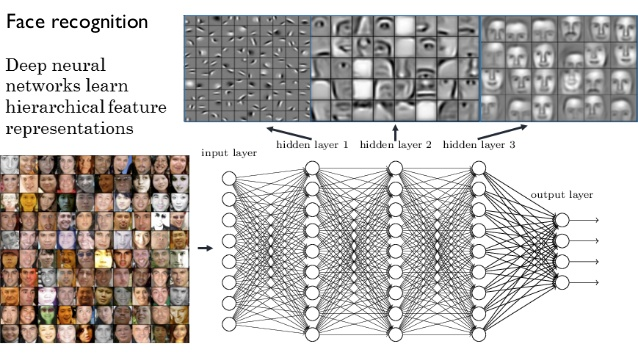 Face recognition
Deep neural
networks learn
hierarchical feature
representations
hidden layer 1 hidden layer 2 hidden layer 3
input layer
output layer